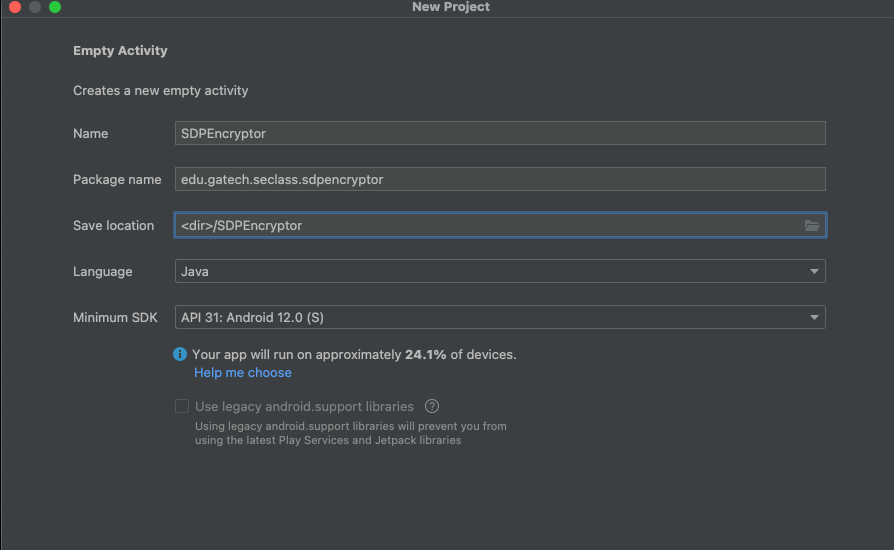 New Project
Empty Activity
Creates a new empty activity
Name SDPEncryptor
Package name edu.gatech.seclass.sdpencryptor
Save location <dir>/SDPEncryptor
Language Java
Minimum SDK API 31: Android 12.0 (S)
i Your app will run on approximately 24.1% of devices.
Help me choose
Use legacy android.support libraries ?
Using legacy android.support libraries will prevent you from
using the latest Play Services and Jetpack libraries